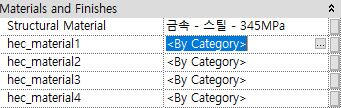 Materials and Finishes
Structural Material 금속 - 스틸 - 345MPa
hec_material1 <By Category> ...
hec_material2 <By Category>
hec_material3 <By Category>
hec_material4 <By Category>